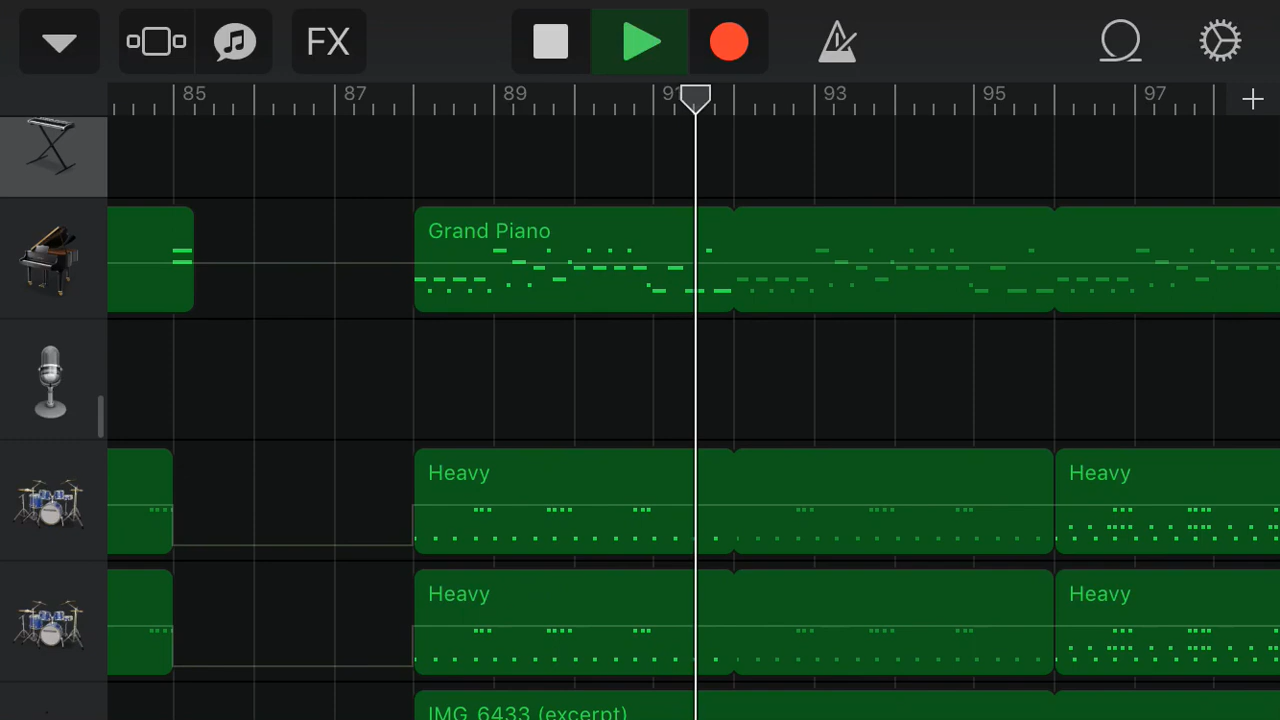 FX
85 87 89 91 93 95 97
Grand Piano
Heavy Heavy
Heavy Heavy
IMG_6433 (excerpt)